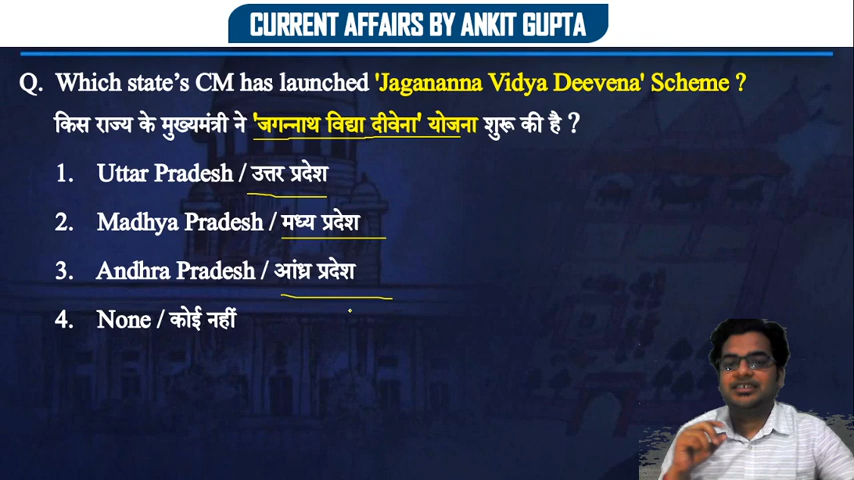 CURRENT AFFAIRS BY ANKIT GUPTA
Q. Which state's CM has launched 'Jagananna Vidya Deevena' Scheme ?
किस राज्य के मुख्यमंत्री ने 'जगन्नाथ विद्या दीवेना' योजना शुरू की है ?
1. Uttar Pradesh / उत्तर प्रदेश
2. Madhya Pradesh / मध्य प्रदेश
3. Andhra Pradesh / आंध्र प्रदेश
4. None / कोई नहीं